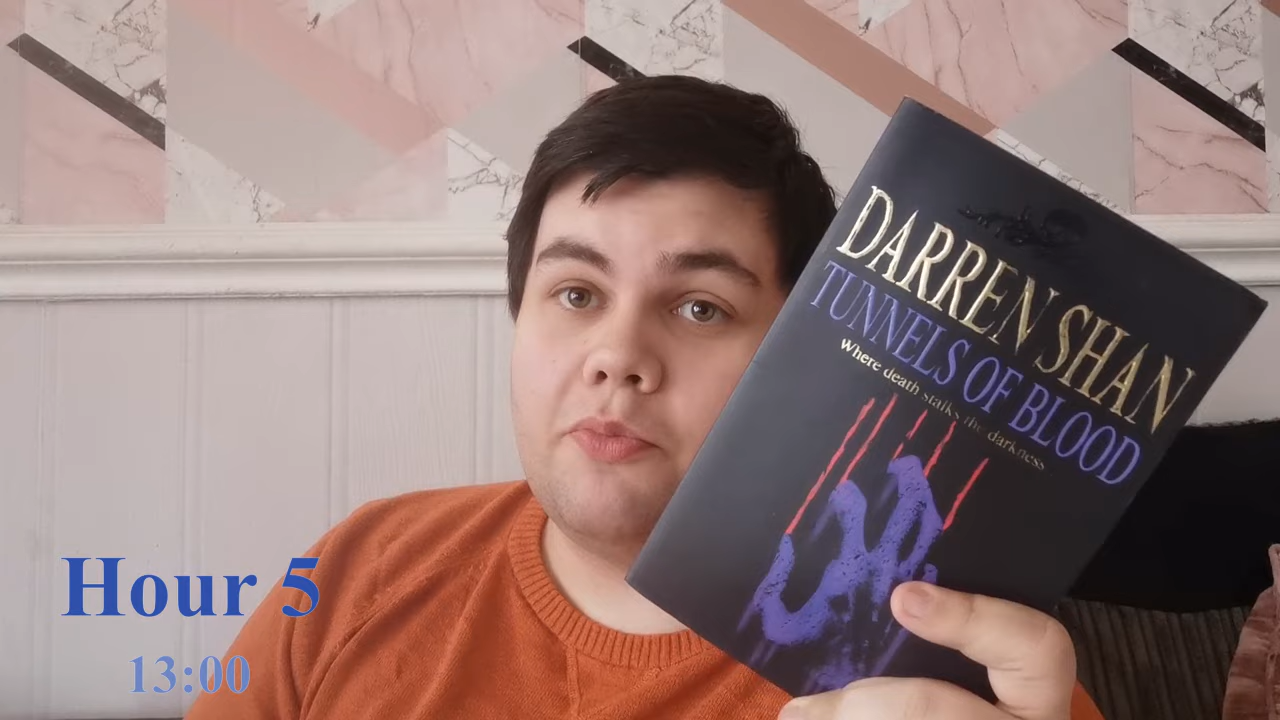 DARREN SHAN
TUNNELS OF BLOOD
Where death stalks the darkness
Hour 5
13:00